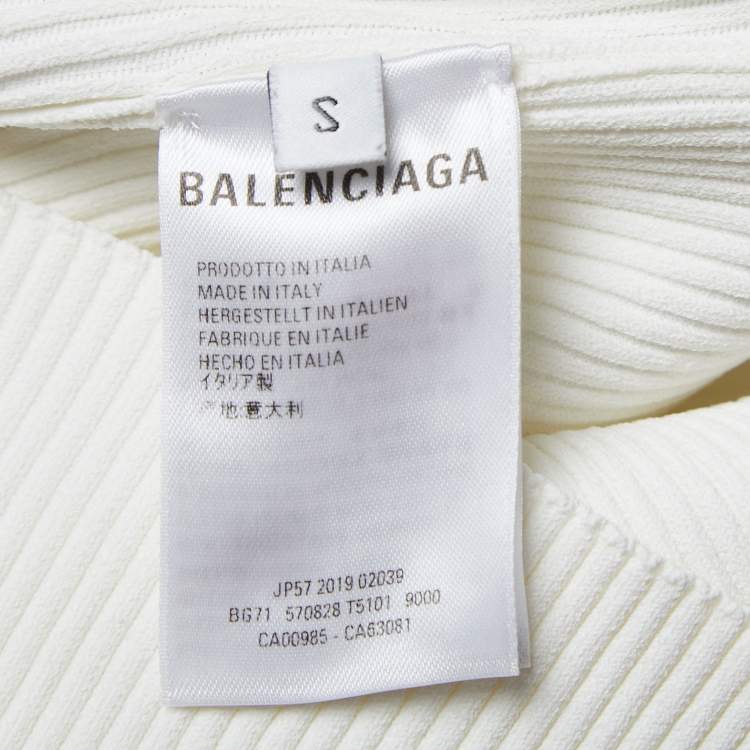 S
BALENCIAGA
PRODOTTO IN ITALIA
MADE IN ITALY
HERGESTELLT IN ITALIEN
FABRIQUE EN ITALIE
HECHO EN ITALIA
イタリア製
产地:意大利
JP57 2019 02039
BG71 570828 T5101 9000
CA00985 - CA63081